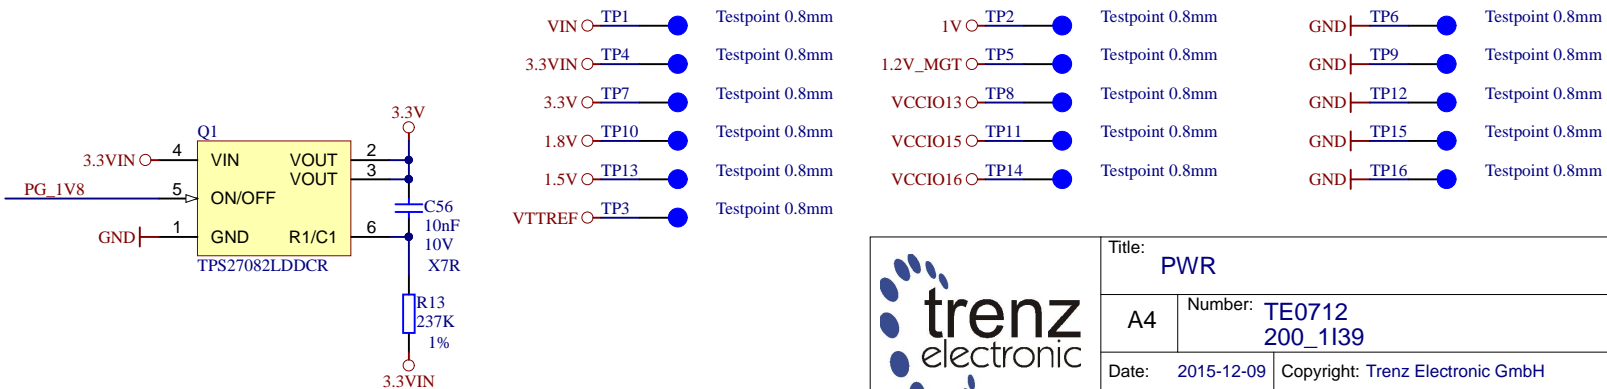 VIN TP1 Testpoint 0.8mm
3.3VIN TP4 Testpoint 0.8mm
3.3V TP7 Testpoint 0.8mm
1.8V TP10 Testpoint 0.8mm
1.5V TP13 Testpoint 0.8mm
VTTREF TP3 Testpoint 0.8mm
1V TP2 Testpoint 0.8mm
1.2V_MGT TP5 Testpoint 0.8mm
VCCIO13 TP8 Testpoint 0.8mm
VCCIO15 TP11 Testpoint 0.8mm
VCCIO16 TP14 Testpoint 0.8mm
GND TP6 Testpoint 0.8mm
GND TP9 Testpoint 0.8mm
GND TP12 Testpoint 0.8mm
GND TP15 Testpoint 0.8mm
GND TP16 Testpoint 0.8mm
3.3V
Q1
3.3VIN 4 VIN VOUT 2
VOUT 3
PG_1V8 5 ON/OFF
GND 1 GND R1/C1 6
TPS27082LDDCR
C56
10nF
10V
X7R
R13
237K
1%
3.3VIN
trenz
electronic
Title:
PWR
A4
Number: TE0712
200_1I39
Date: 2015-12-09
Copyright: Trenz Electronic GmbH